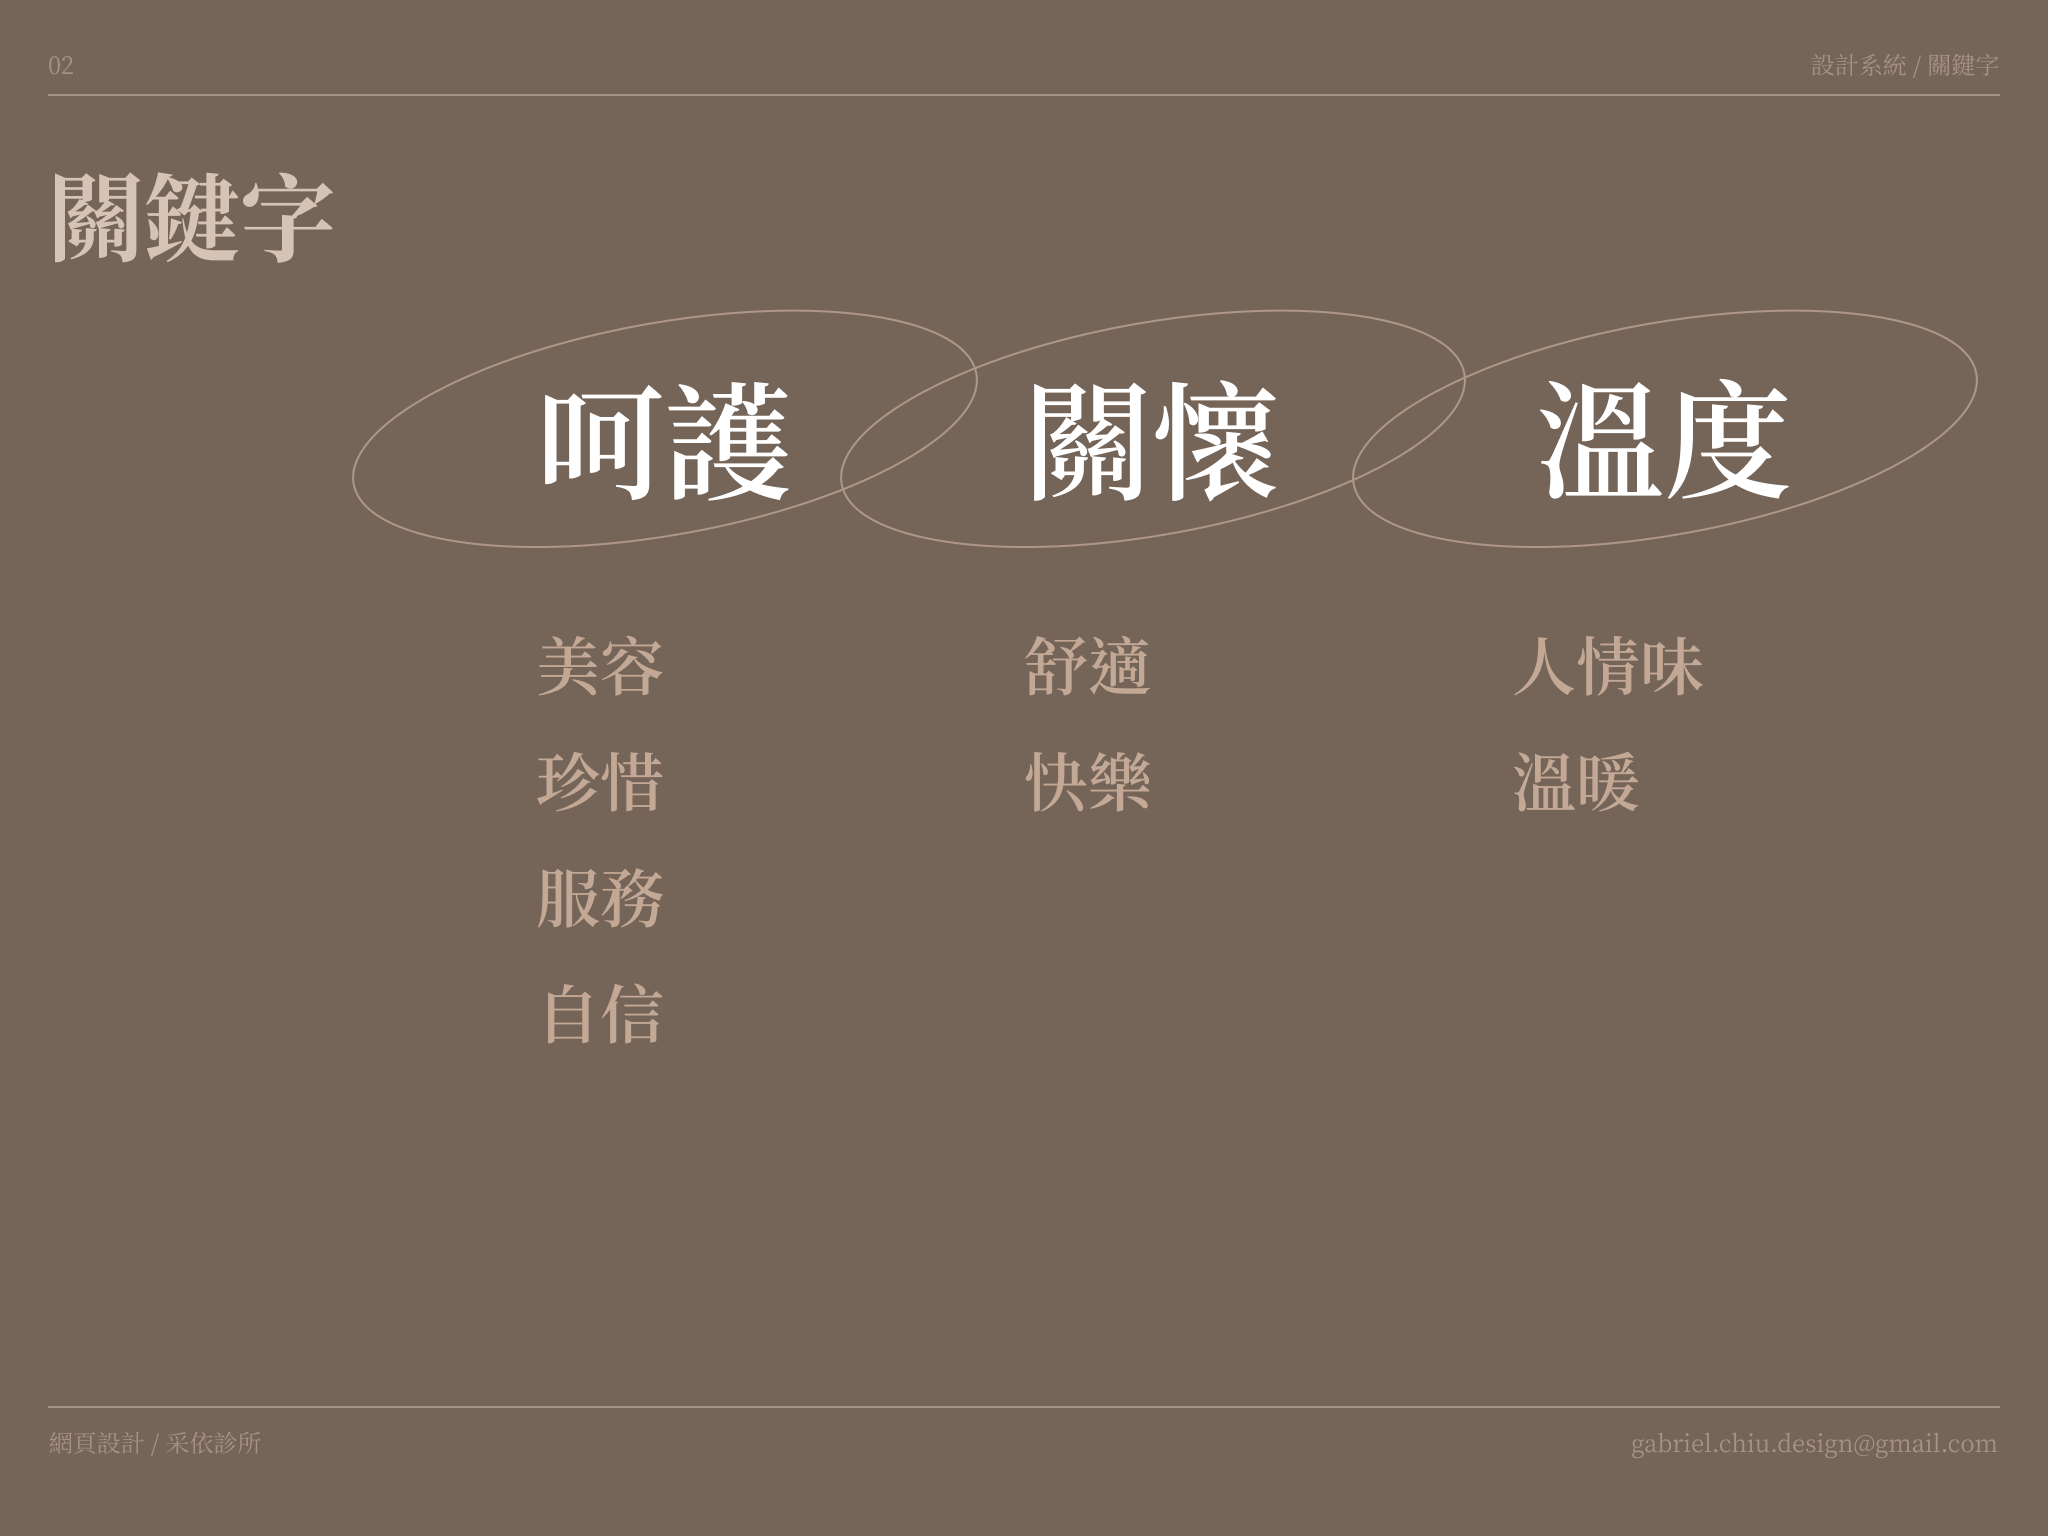 02
設計系統 / 關鍵字
關鍵字
呵護
關懷
溫度
美容
珍惜
服務
自信
舒適
快樂
人情味
溫暖
網頁設計 / 采依診所
gabriel.chiu.design@gmail.com